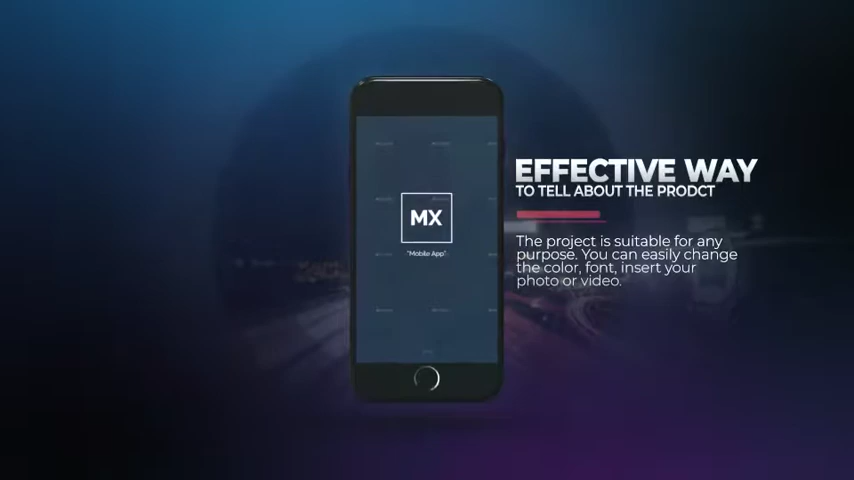 EFFECTIVE WAY
TO TELL ABOUT THE PRODCT
MX
"Mobile App"
The project is suitable for any
purpose. You can easily change
the color, font, insert your
photo or video.